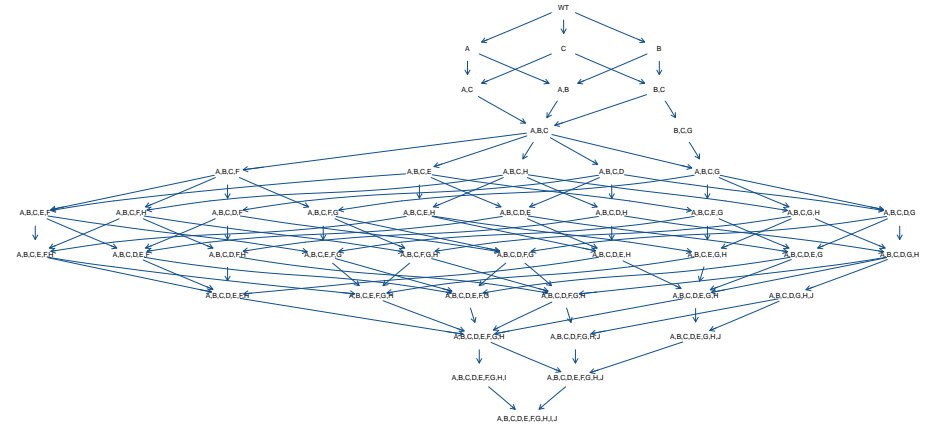 WT
A C B
A,C A,B B,C
A,B,C B,C,G
A,B,C,F A,B,C,E A,B,C,H A,B,C,D A,B,C,G
A,B,C,E,F A,B,C,F,H A,B,C,D,F A,B,C,F,G A,B,C,E,H A,B,C,D,E A,B,C,D,H A,B,C,E,G A,B,C,G,H A,B,C,D,G
A,B,C,E,F,H A,B,C,D,E,F A,B,C,D,F,H A,B,C,E,F,G A,B,C,F,G,H A,B,C,D,F,G A,B,C,D,E,H A,B,C,E,G,H A,B,C,D,E,G A,B,C,D,G,H
A,B,C,D,E,F,H A,B,C,E,F,G,H A,B,C,D,E,F,G A,B,C,D,F,G,H A,B,C,D,E,G,H A,B,C,D,G,H,J
A,B,C,D,E,F,G,H A,B,C,D,F,G,H,J A,B,C,D,E,G,H,J
A,B,C,D,E,F,G,H,I A,B,C,D,E,F,G,H,J
A,B,C,D,E,F,G,H,I,J